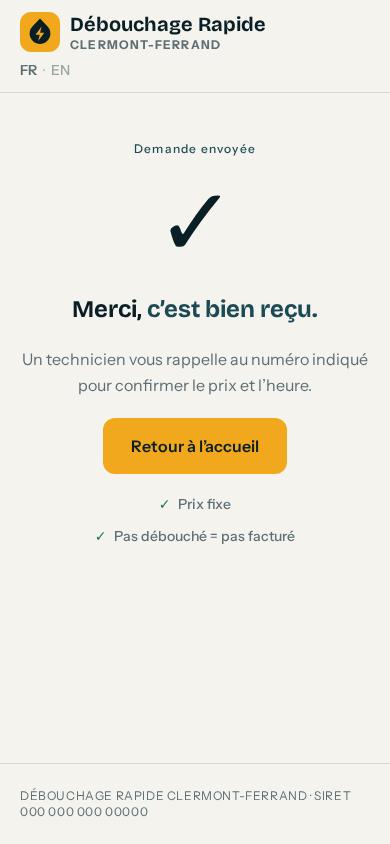 Débouchage Rapide
CLERMONT-FERRAND
FR · EN
Demande envoyée
✓
Merci, c’est bien reçu.
Un technicien vous rappelle au numéro indiqué
pour confirmer le prix et l’heure.
Retour à l’accueil
✓ Prix fixe
✓ Pas débouché = pas facturé
DÉBOUCHAGE RAPIDE CLERMONT-FERRAND · SIRET
000 000 000 00000